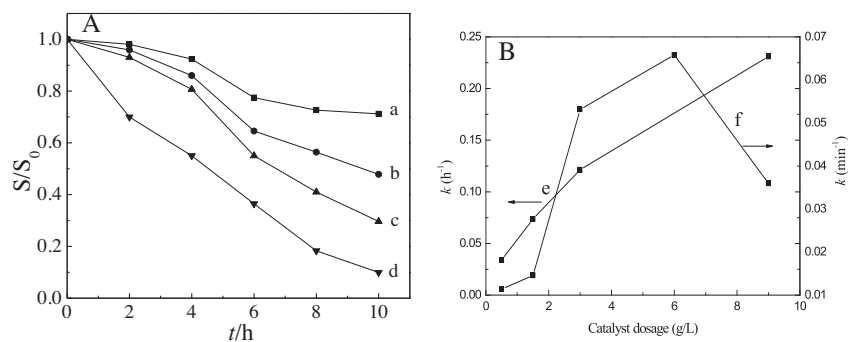 A
1.0
0.8
0.6
0.4
0.2
0.0
S/S0
a
b
c
d
0 2 4 6 8 10
t/h
B
0.25
0.20
0.15
0.10
0.05
0.00
k (h-1)
e
f
0.07
0.06
0.05
0.04
0.03
0.02
0.01
k (min-1)
0 2 4 6 8 10
Catalyst dosage (g/L)